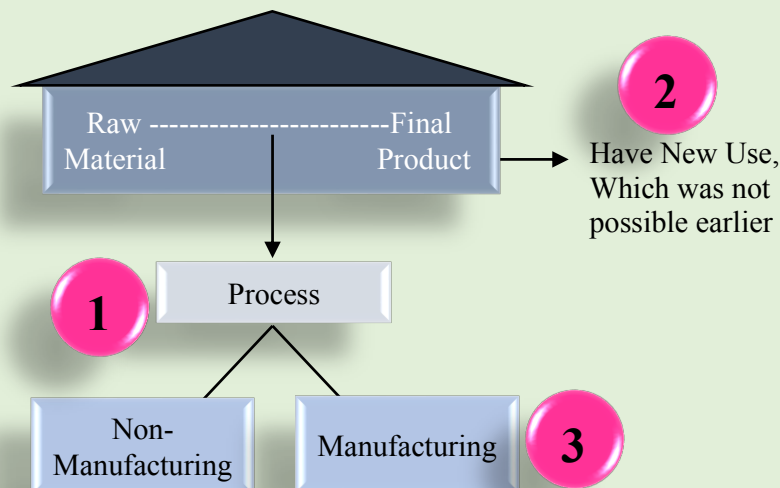 2
Raw -------------------------Final
Material Product
Have New Use,
Which was not
possible earlier
1
Process
Non-
Manufacturing
Manufacturing
3